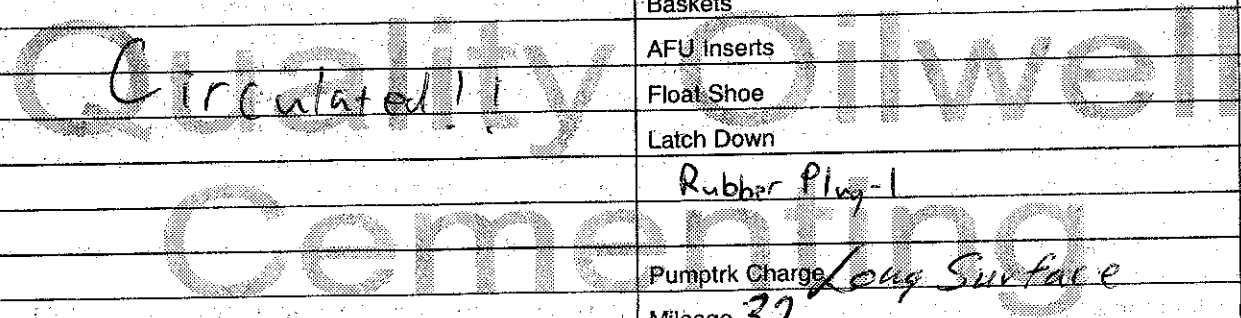 Baskets
Quality Oilwell
AFU Inserts
Circulated!!
Float Shoe
Latch Down
Rubber Plug-1
Cementing
Pumptrk Charge Long Surface
Mileage 32